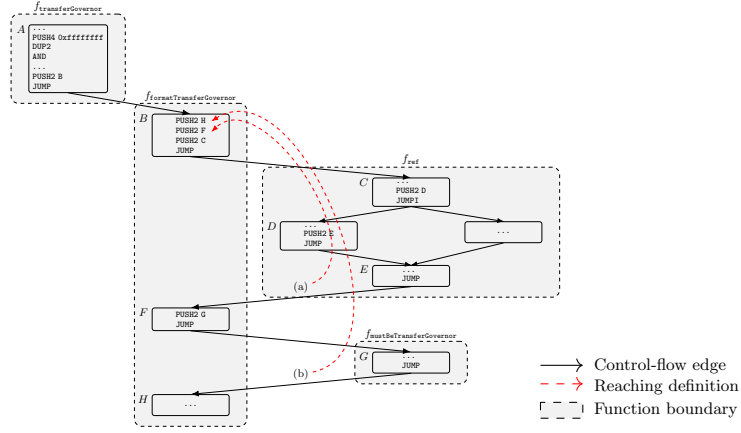 f_transferGovernor
A
...
PUSH4 0xffffffff
DUP2
AND
...
PUSH2 B
JUMP
f_formatTransferGovernor
B
PUSH2 H
PUSH2 F
PUSH2 C
JUMP
f_ref
C
...
PUSH2 D
JUMPI
D
...
PUSH2 E
JUMP
...
E
...
JUMP
(a)
F
PUSH2 G
JUMP
f_mustBeTransferGovernor
G
...
JUMP
(b)
H
...
Control-flow edge
Reaching definition
Function boundary